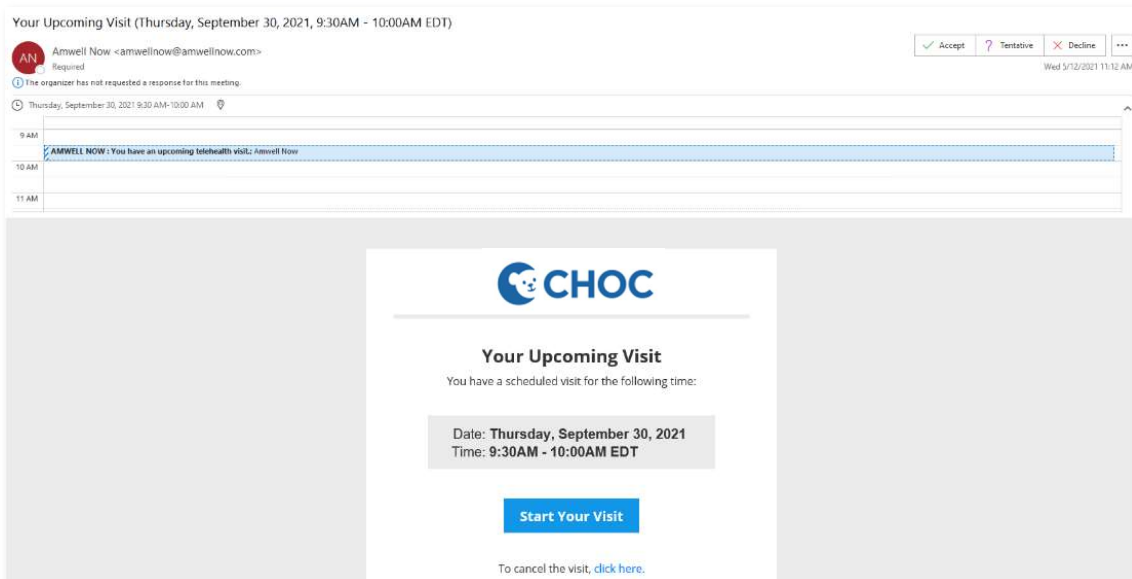 Your Upcoming Visit (Thursday, September 30, 2021, 9:30AM - 10:00AM EDT)
AN
Amwell Now <amwellnow@amwellnow.com>
Required
Accept
Tentative
Decline
...
Wed 5/12/2021 11:12 AM
The organizer has not requested a response for this meeting.
Thursday, September 30, 2021 9:30 AM-10:00 AM
9 AM
AMWELL NOW : You have an upcoming telehealth visit.; Amwell Now
10 AM
11 AM
CHOC
Your Upcoming Visit
You have a scheduled visit for the following time:
Date: Thursday, September 30, 2021
Time: 9:30AM - 10:00AM EDT
Start Your Visit
To cancel the visit, click here.